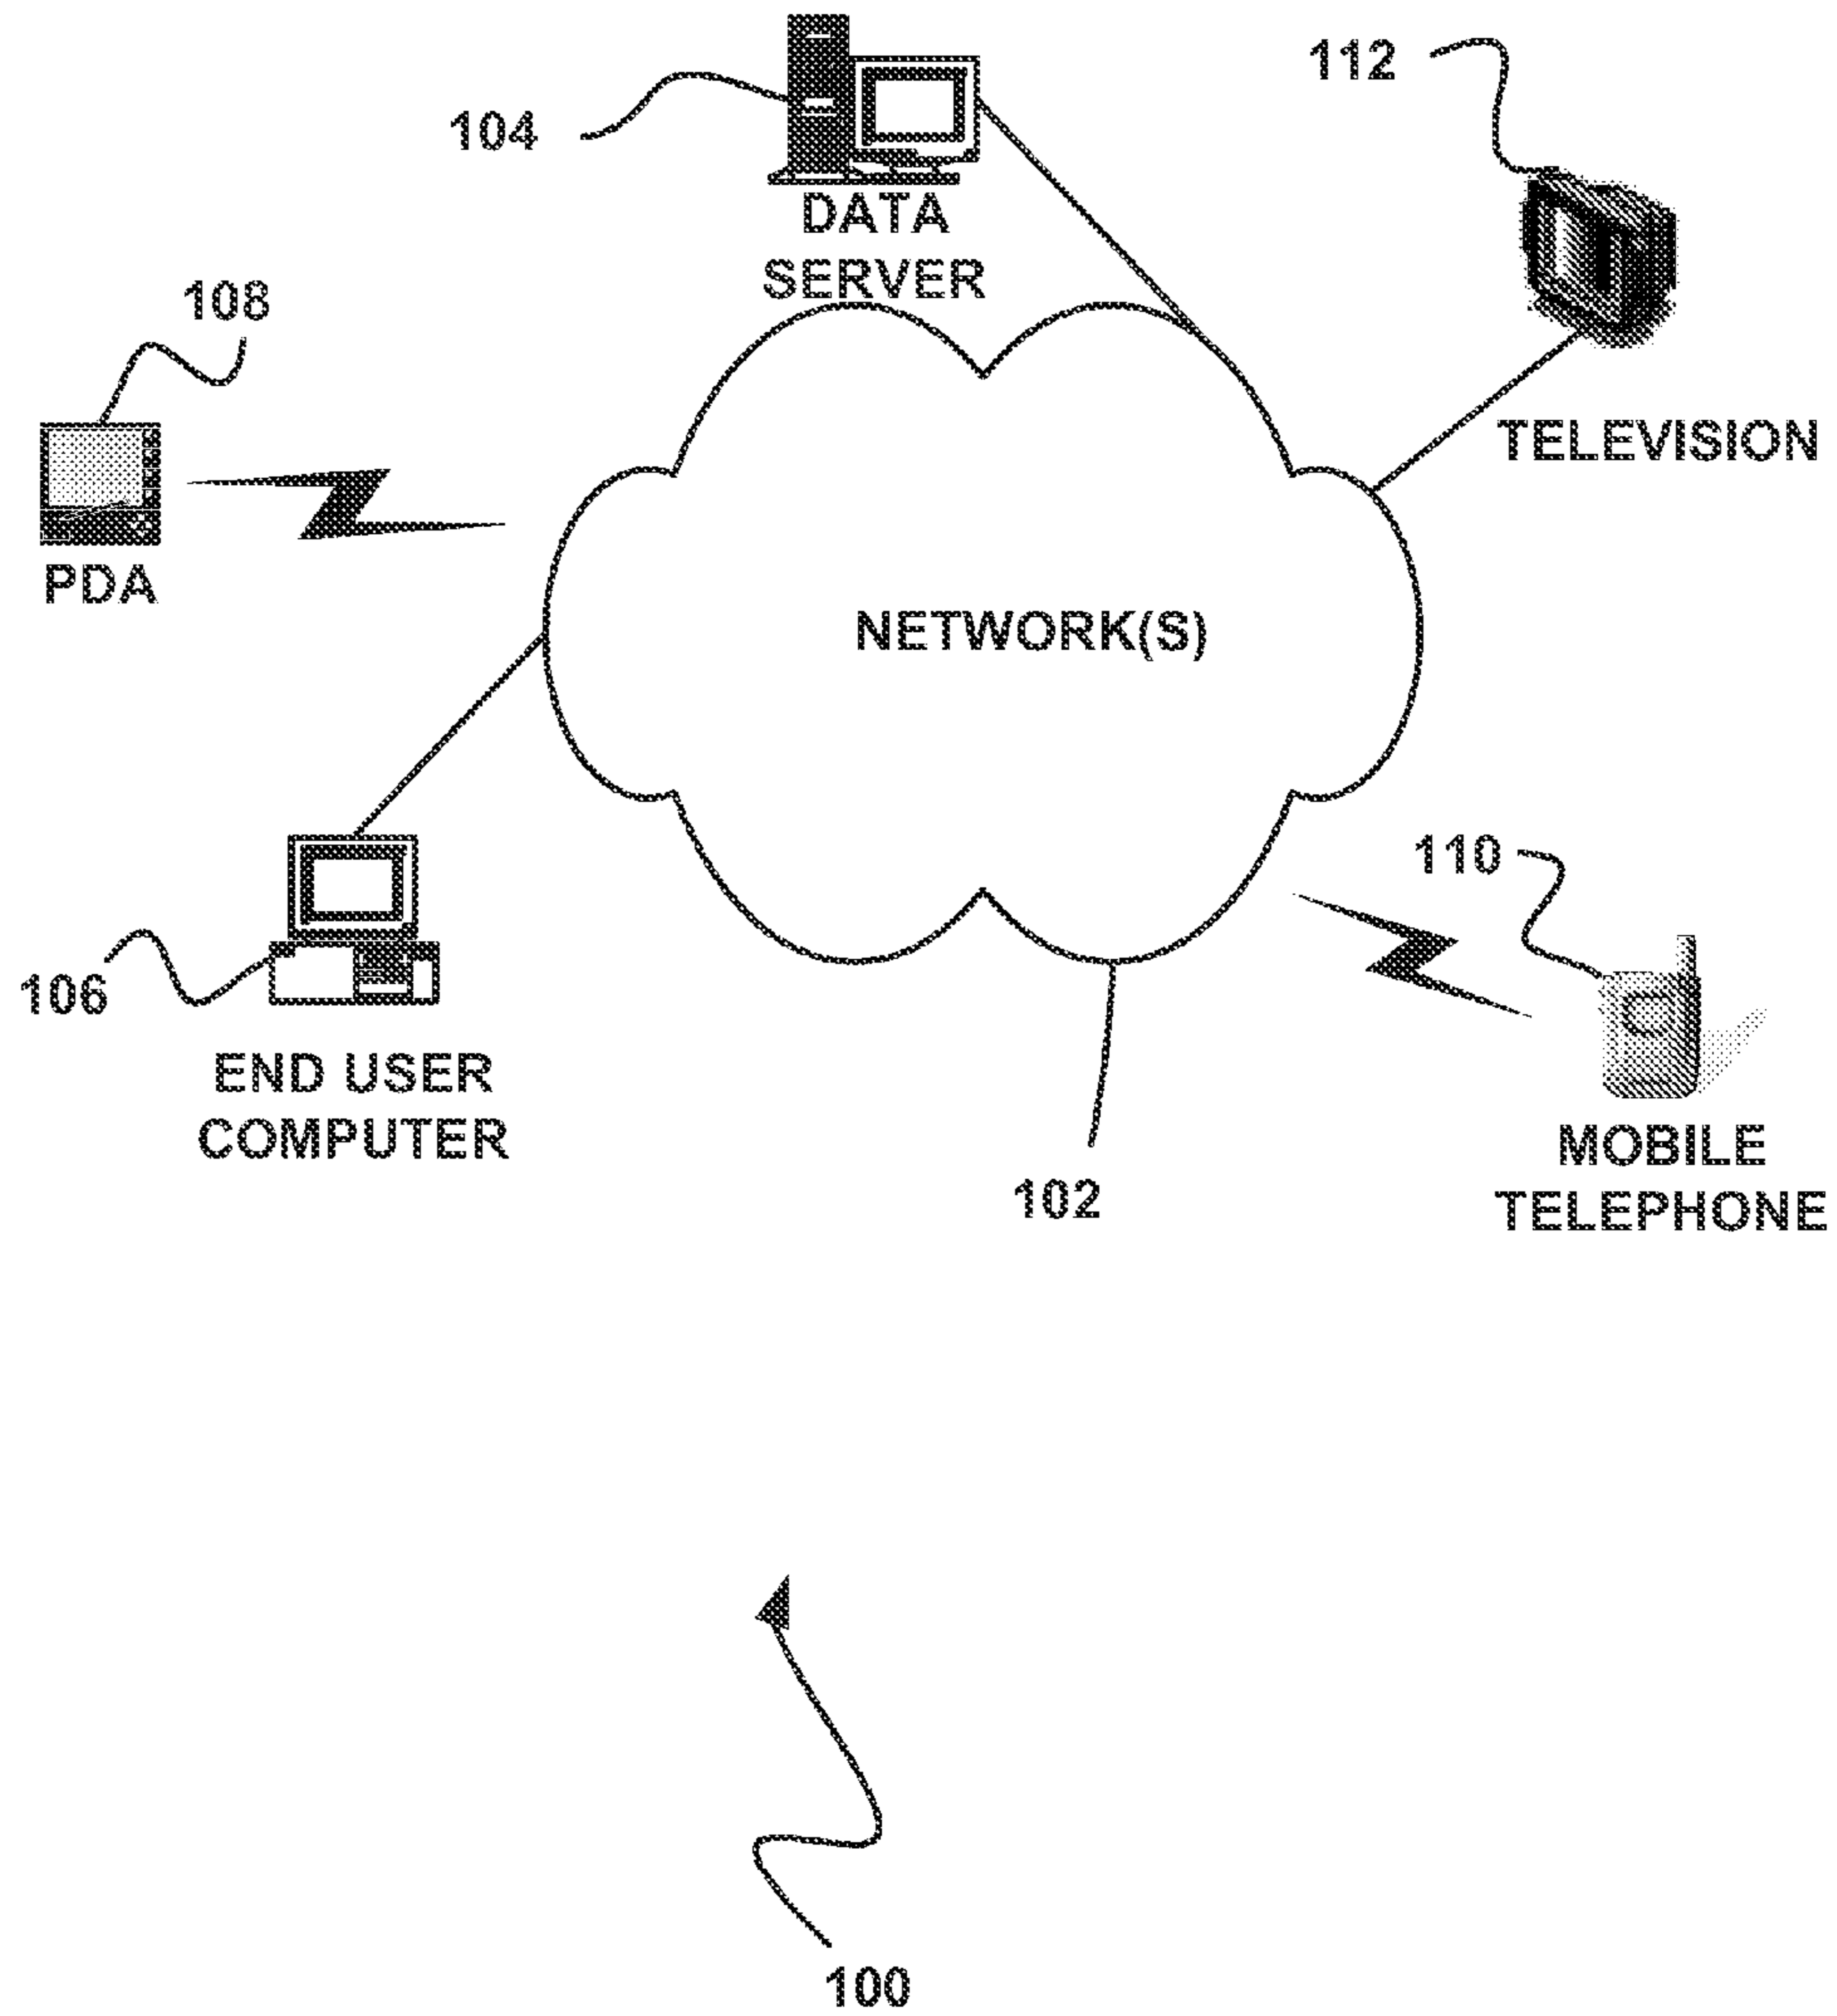 112
104
DATA
SERVER
108
TELEVISION
PDA
NETWORK(S)
110
106
END USER
COMPUTER
MOBILE
TELEPHONE
102
100